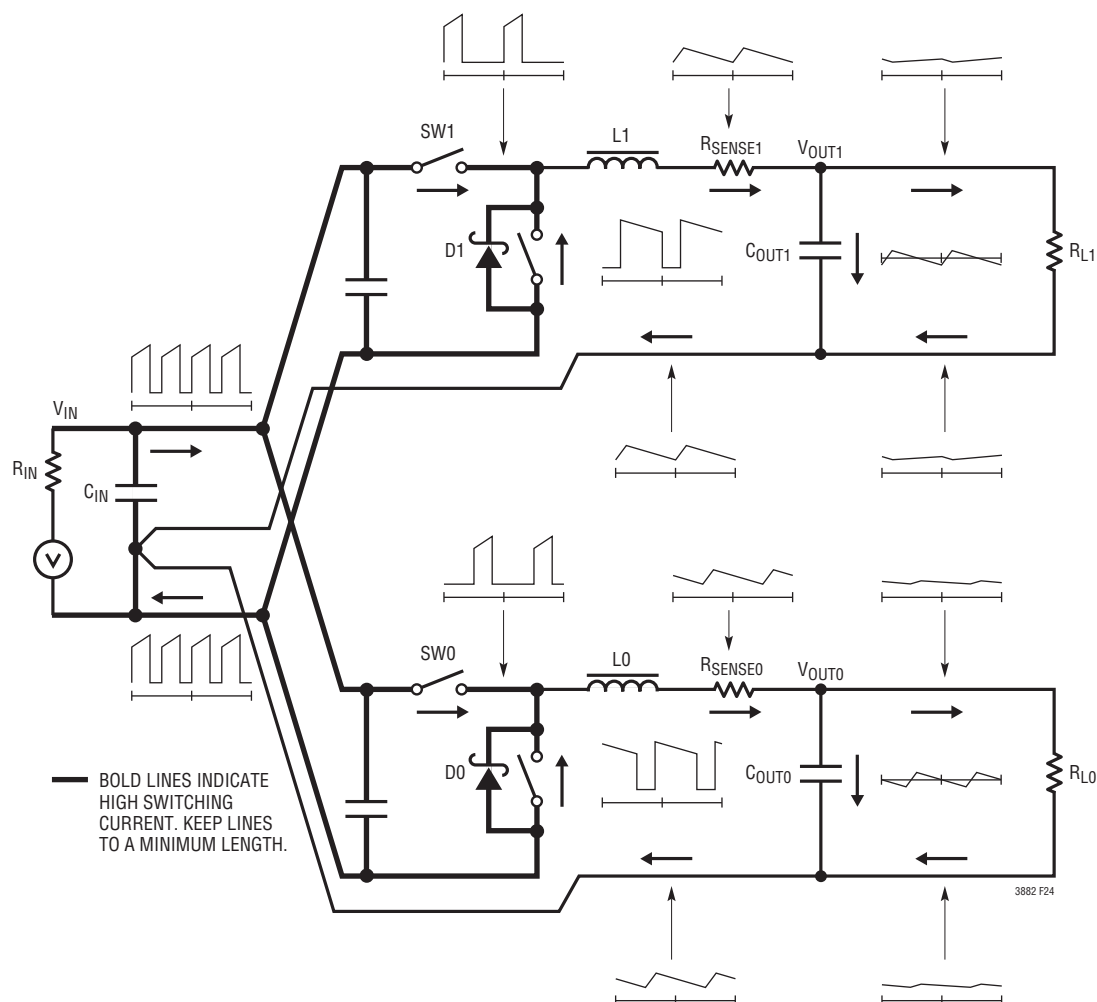 SW1
L1
RSENSE1
VOUT1
D1
COUT1
RL1
VIN
RIN
CIN
V
SW0
L0
RSENSE0
VOUT0
D0
COUT0
RL0
BOLD LINES INDICATE
HIGH SWITCHING
CURRENT. KEEP LINES
TO A MINIMUM LENGTH.
3882 F24